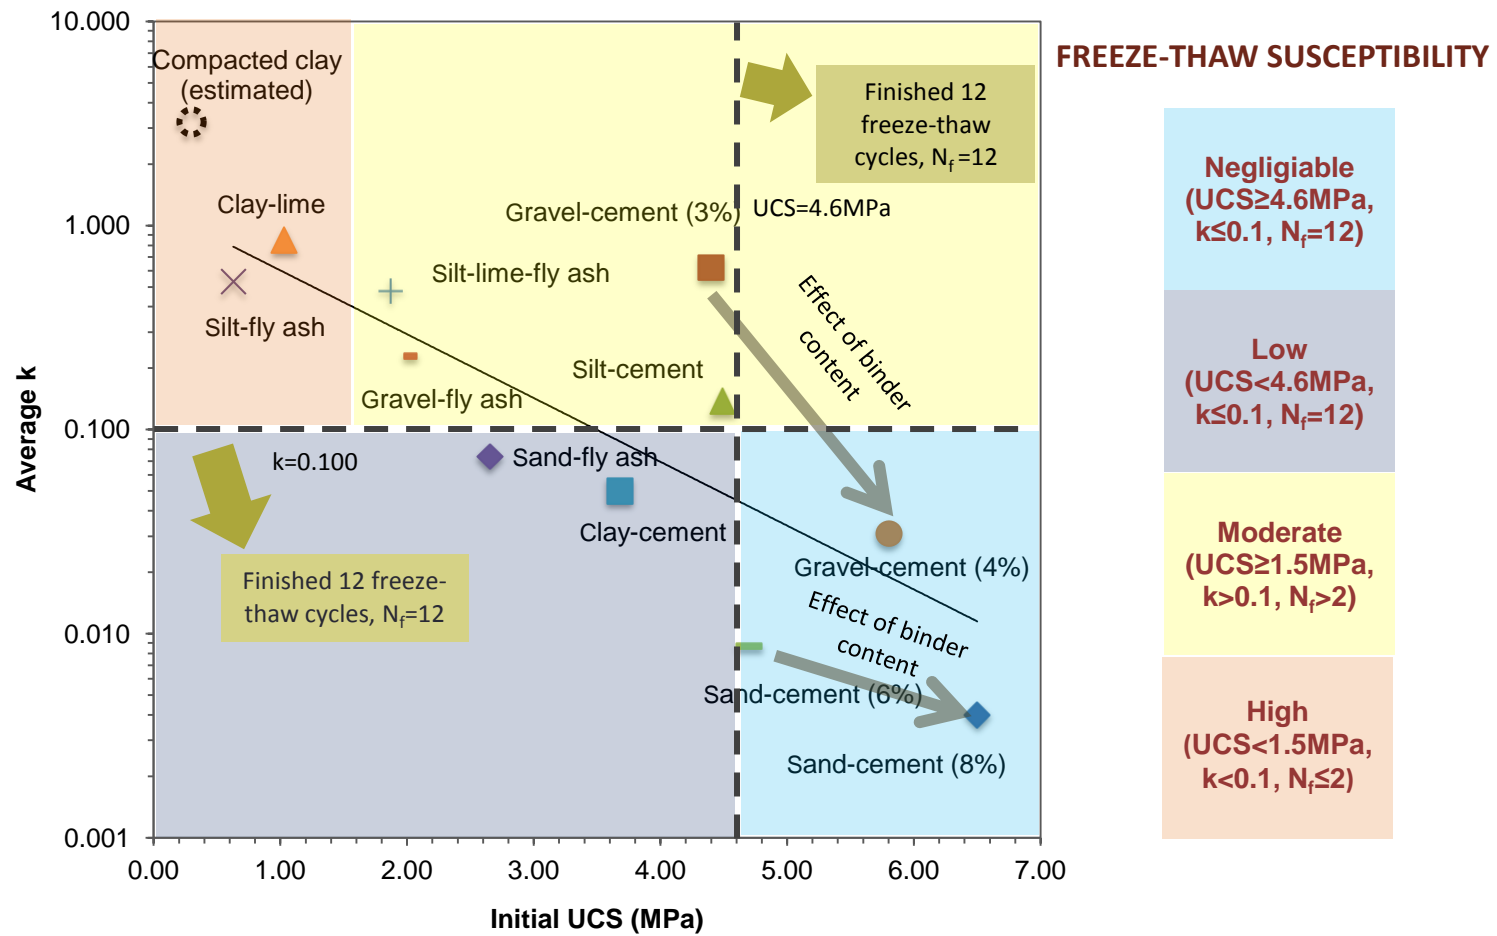 10.000
1.000
0.100
0.010
0.001
Average k
0.00
1.00
2.00
3.00
4.00
5.00
6.00
7.00
Initial UCS (MPa)
Compacted clay
(estimated)
Clay-lime
Silt-fly ash
Gravel-cement (3%)
Silt-lime-fly ash
Silt-cement
Gravel-fly ash
UCS=4.6MPa
Finished 12
freeze-thaw
cycles, Nf =12
Effect of binder
content
k=0.100
Sand-fly ash
Clay-cement
Finished 12 freeze-
thaw cycles, Nf=12
Gravel-cement (4%)
Effect of binder
content
Sand-cement (6%)
Sand-cement (8%)
FREEZE-THAW SUSCEPTIBILITY
Negligiable
(UCS≥4.6MPa,
k≤0.1, Nf=12)
Low
(UCS<4.6MPa,
k≤0.1, Nf=12)
Moderate
(UCS≥1.5MPa,
k>0.1, Nf>2)
High
(UCS<1.5MPa,
k<0.1, Nf≤2)